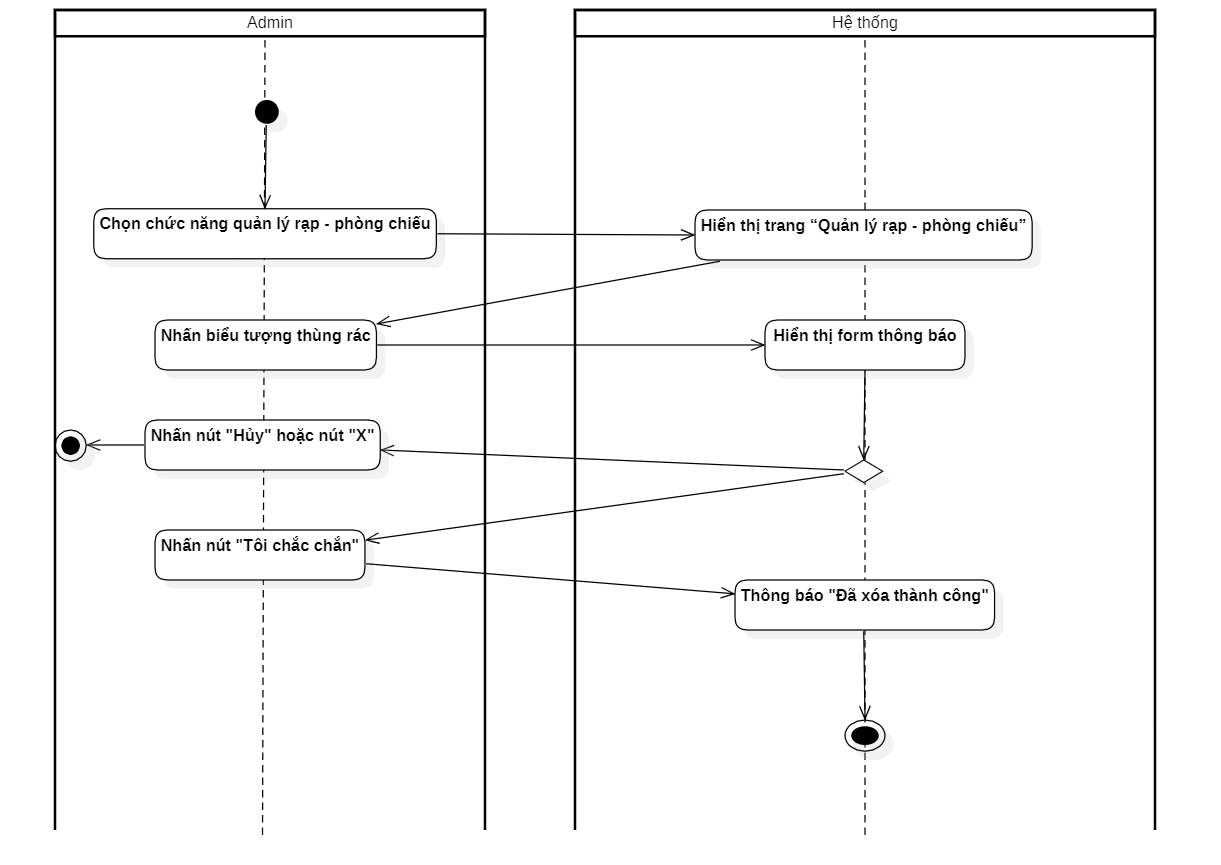 Admin
Hệ thống
Chọn chức năng quản lý rạp - phòng chiếu
Hiển thị trang “Quản lý rạp - phòng chiếu”
Nhấn biểu tượng thùng rác
Hiển thị form thông báo
Nhấn nút "Hủy" hoặc nút "X"
Nhấn nút "Tôi chắc chắn"
Thông báo "Đã xóa thành công"